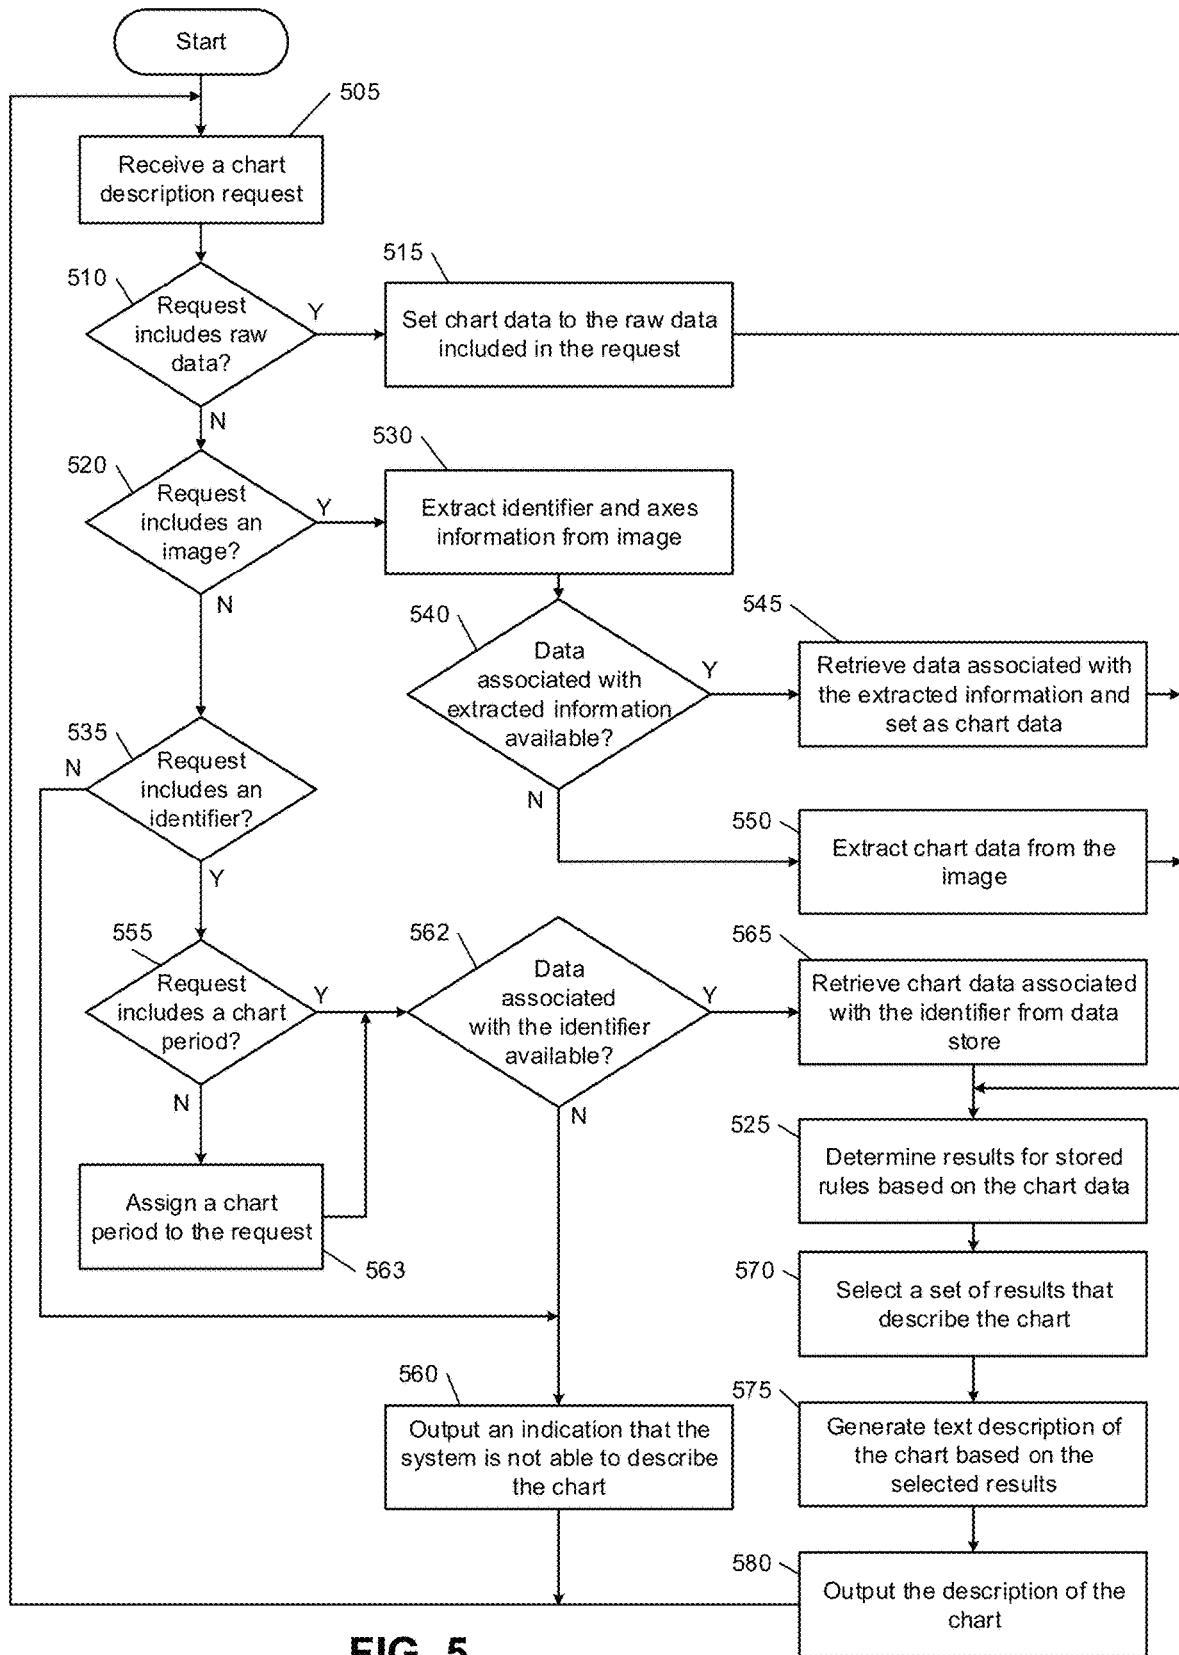 Start
505
Receive a chart
description request
510
Request
includes raw
data?
Y
N
515
Set chart data to the raw data
included in the request
520
Request
includes an
image?
Y
N
530
Extract identifier and axes
information from image
540
Data
associated with
extracted information
available?
Y
N
545
Retrieve data associated with
the extracted information and
set as chart data
535
N
Request
includes an
identifier?
Y
550
Extract chart data from the
image
555
Request
includes a chart
period?
Y
N
562
Data
associated
with the identifier
available?
Y
N
565
Retrieve chart data associated
with the identifier from data
store
525
Determine results for stored
rules based on the chart data
Assign a chart
period to the request
563
570
Select a set of results that
describe the chart
560
Output an indication that the
system is not able to describe
the chart
575
Generate text description of
the chart based on the
selected results
580
Output the description of the
chart
FIG. 5